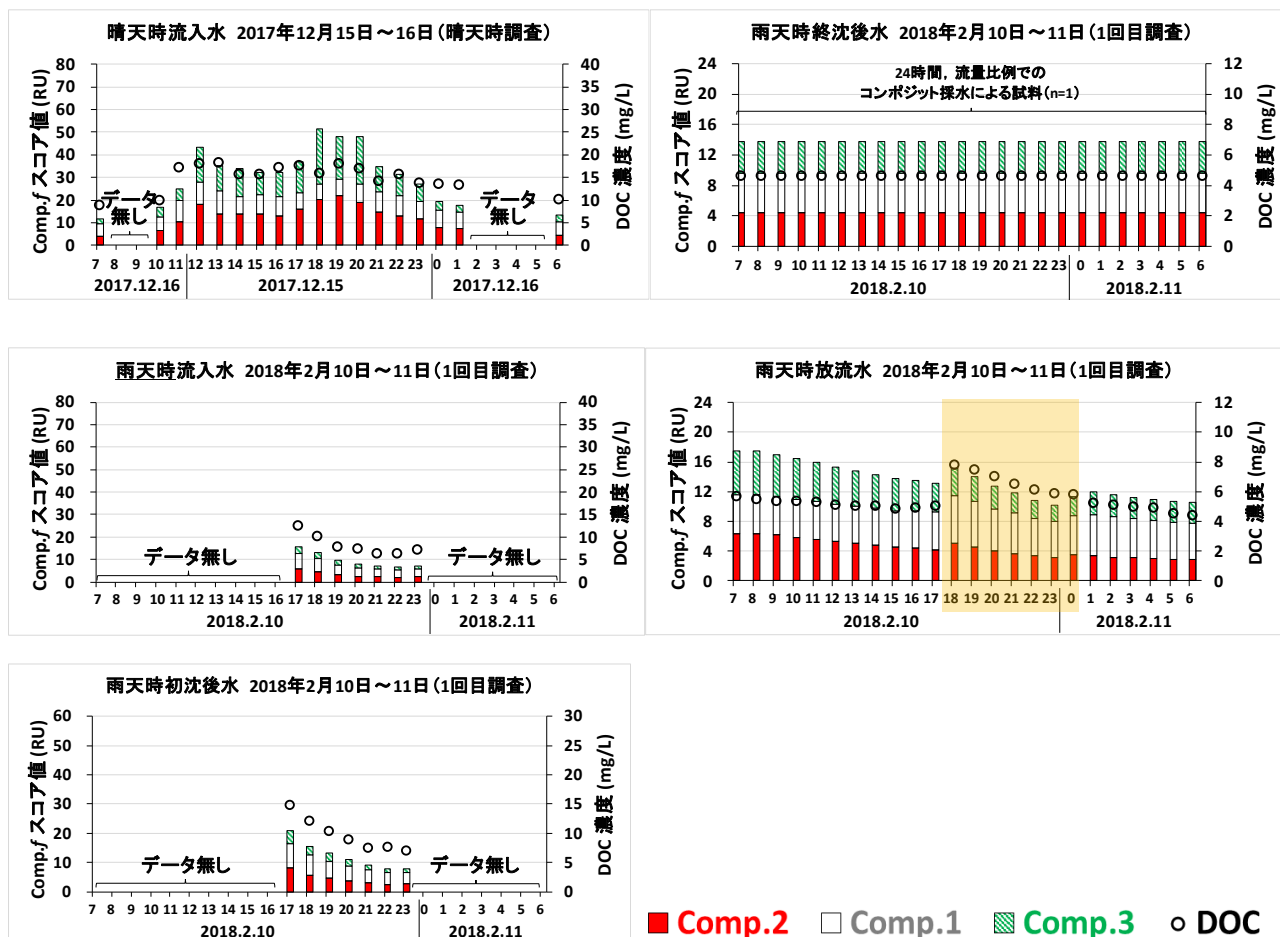 晴天時流入水 2017年12月15日～16日（晴天時調査）
Comp.f スコア値 (RU)
80
70
60
50
40
30
20
10
0
40
35
30
25
20
15
10
5
0
DOC 濃度 (mg/L)
データ
無し
データ
無し
7 8 9 10 11 12 13 14 15 16 17 18 19 20 21 22 23 0 1 2 3 4 5 6
2017.12.16 2017.12.15 2017.12.16
雨天時終沈後水 2018年2月10日～11日（1回目調査）
24時間，流量比例での
コンポジット採水による試料（n=1）
Comp.f スコア値 (RU)
24
20
16
12
8
4
0
12
10
8
6
4
2
0
DOC 濃度 (mg/L)
7 8 9 10 11 12 13 14 15 16 17 18 19 20 21 22 23 0 1 2 3 4 5 6
2018.2.10 2018.2.11
雨天時流入水 2018年2月10日～11日（1回目調査）
Comp.f スコア値 (RU)
80
70
60
50
40
30
20
10
0
40
35
30
25
20
15
10
5
0
DOC 濃度 (mg/L)
データ無し データ無し
7 8 9 10 11 12 13 14 15 16 17 18 19 20 21 22 23 0 1 2 3 4 5 6
2018.2.10 2018.2.11
雨天時放流水 2018年2月10日～11日（1回目調査）
Comp.f スコア値 (RU)
24
20
16
12
8
4
0
12
10
8
6
4
2
0
DOC 濃度 (mg/L)
7 8 9 10 11 12 13 14 15 16 17 18 19 20 21 22 23 0 1 2 3 4 5 6
2018.2.10 2018.2.11
雨天時初沈後水 2018年2月10日～11日（1回目調査）
Comp.f スコア値 (RU)
60
50
40
30
20
10
0
30
25
20
15
10
5
0
DOC 濃度 (mg/L)
データ無し データ無し
7 8 9 10 11 12 13 14 15 16 17 18 19 20 21 22 23 0 1 2 3 4 5 6
2018.2.10 2018.2.11
Comp.2 Comp.1 Comp.3 DOC